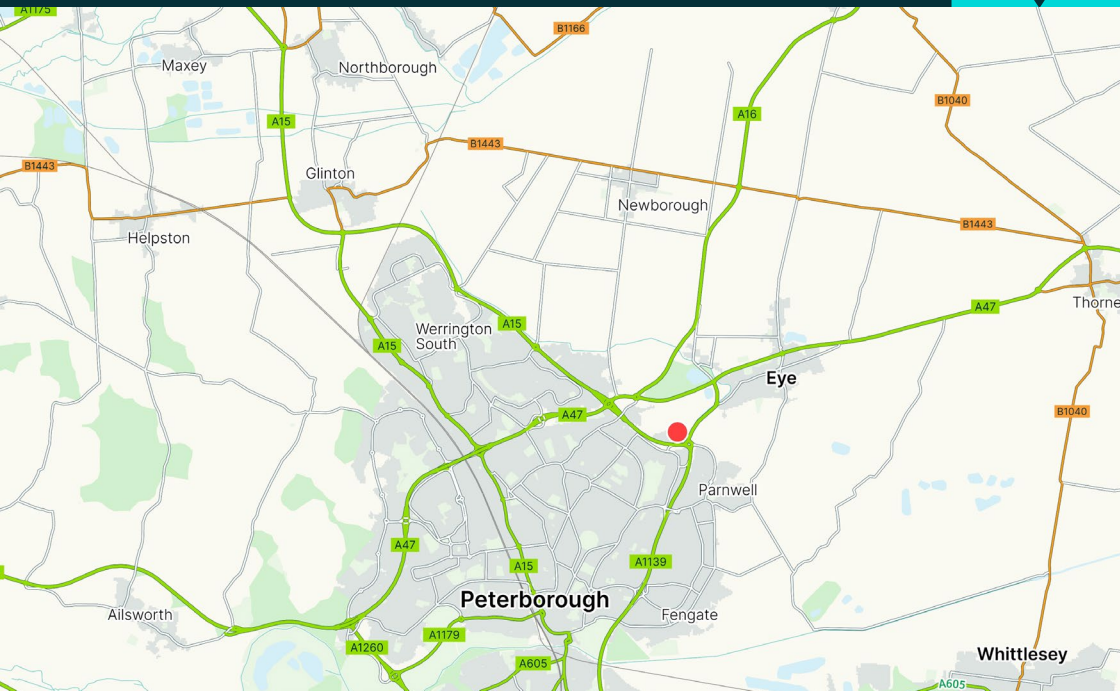 A1175
B1166
Maxey
Northborough
B1040
A15
A16
B1443
B1443
Glinton
Newborough
B1443
Helpston
A47
Thorne
A15
Werrington
South
A15
Eye
A47
B1040
Parnwell
A47
A15
A1139
Peterborough
Ailsworth
Fengate
A1179
A1260
A605
Whittlesey
A605